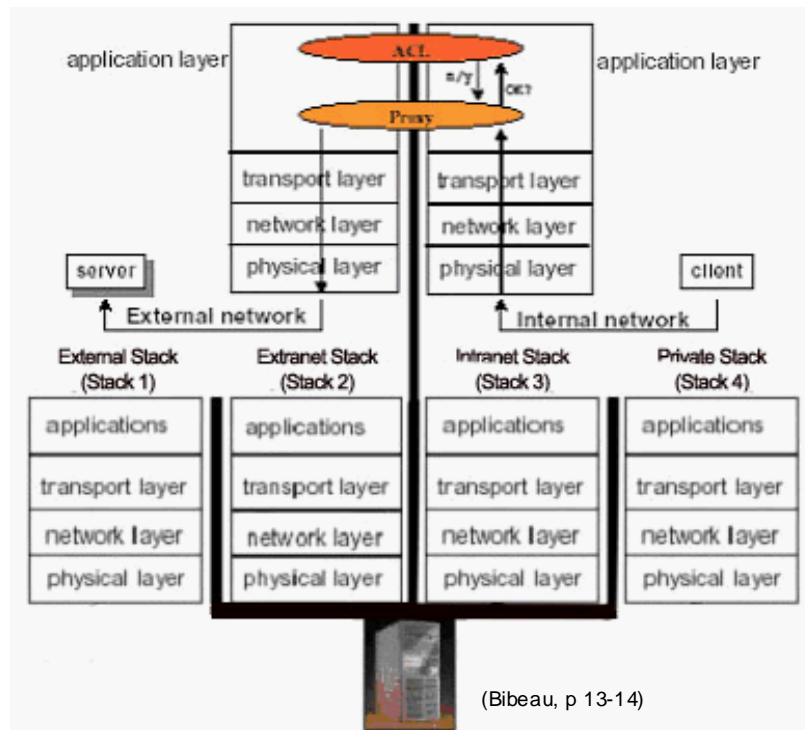 ACL
application layer
application layer
n/y
OK?
Proxy
transport layer
transport layer
network layer
network layer
server
physical layer
physical layer
client
External network
Internal network
External Stack
(Stack 1)
Extranet Stack
(Stack 2)
Intranet Stack
(Stack 3)
Private Stack
(Stack 4)
applications
applications
applications
applications
transport layer
transport layer
transport layer
transport layer
network layer
network layer
network layer
network layer
physical layer
physical layer
physical layer
physical layer
(Bibeau, p 13-14)